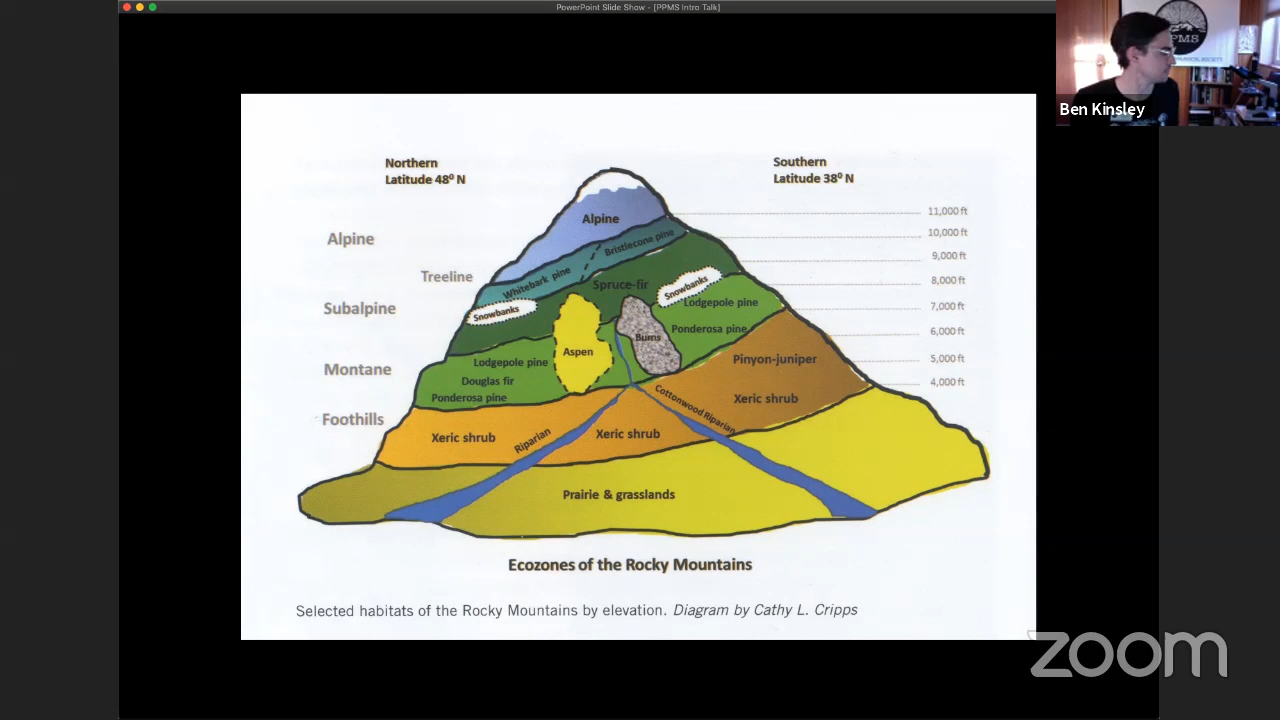 PowerPoint Slide Show - [PPMS Intro Talk]
PMS
Ben Kinsley
Northern
Latitude 48⁰ N
Southern
Latitude 38⁰ N
Alpine
Treeline
Subalpine
Montane
Foothills
11,000 ft
10,000 ft
9,000 ft
8,000 ft
7,000 ft
6,000 ft
5,000 ft
4,000 ft
Alpine
Whitebark pine
Bristlecone pine
Spruce-fir
Snowbanks
Snowbanks
Lodgepole pine
Ponderosa pine
Burns
Aspen
Lodgepole pine
Douglas fir
Ponderosa pine
Pinyon-juniper
Xeric shrub
Cottonwood Riparian
Xeric shrub
Riparian
Xeric shrub
Prairie & grasslands
Ecozones of the Rocky Mountains
Selected habitats of the Rocky Mountains by elevation. Diagram by Cathy L. Cripps
zoom